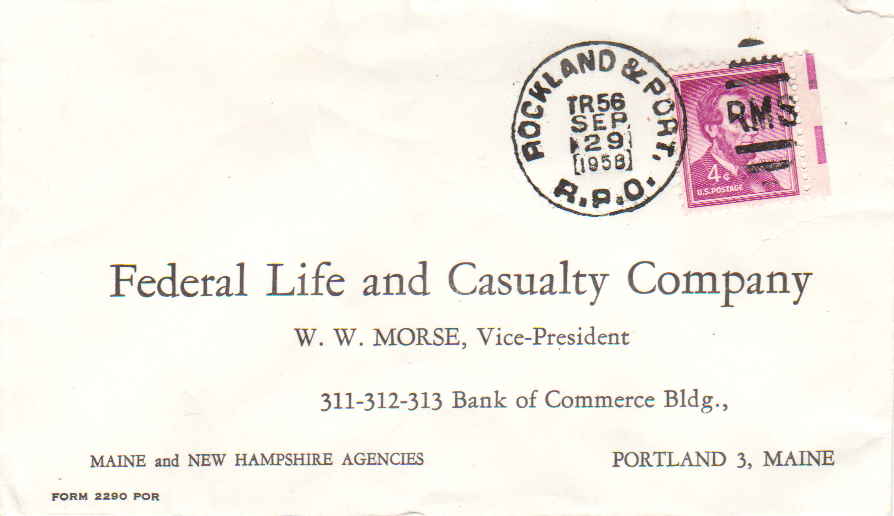 ROCKLAND & PORT.
TR56
SEP
29
1958
R.P.O.
RMS
4¢
U.S. POSTAGE
Federal Life and Casualty Company
W. W. MORSE, Vice-President
311-312-313 Bank of Commerce Bldg.,
MAINE and NEW HAMPSHIRE AGENCIES
PORTLAND 3, MAINE
FORM 2290 POR